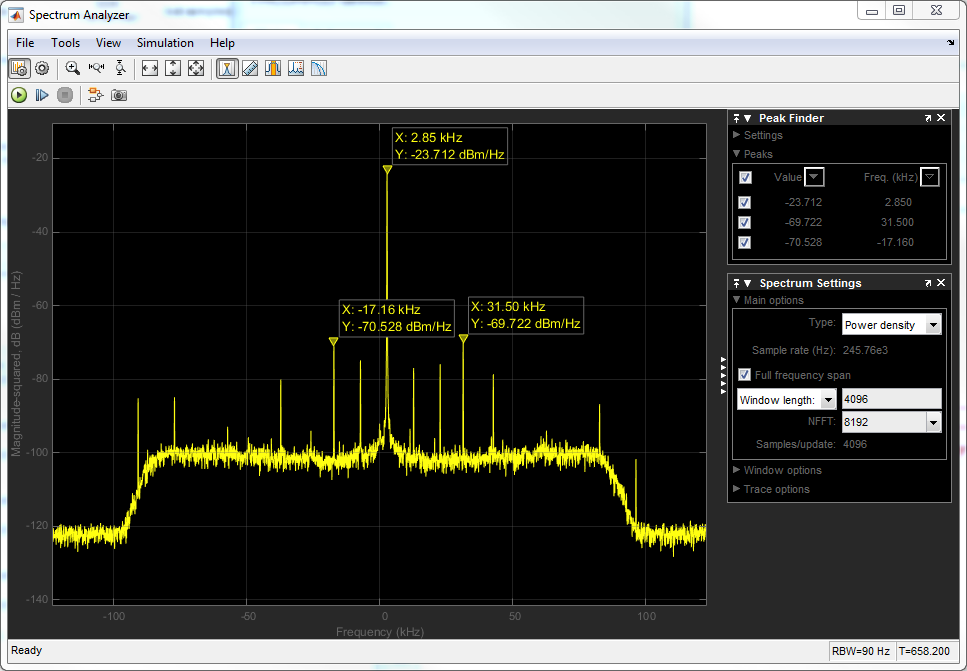 Spectrum Analyzer
File Tools View Simulation Help
X: 2.85 kHz
Y: -23.712 dBm/Hz
X: -17.16 kHz
Y: -70.528 dBm/Hz
X: 31.50 kHz
Y: -69.722 dBm/Hz
Magnitude-squared, dB (dBm / Hz)
-20
-40
-60
-80
-100
-120
-140
-100 -50 0 50 100
Frequency (kHz)
Peak Finder
Settings
Peaks
Value Freq. (kHz)
-23.712 2.850
-69.722 31.500
-70.528 -17.160
Spectrum Settings
Main options
Type: Power density
Sample rate (Hz): 245.76e3
Full frequency span
Window length: 4096
NFFT: 8192
Samples/update: 4096
Window options
Trace options
Ready
RBW=90 Hz T=658.200